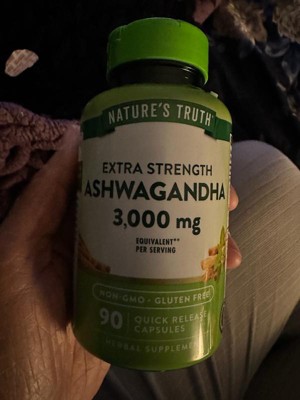 NATURE'S TRUTH
EXTRA STRENGTH
ASHWAGANDHA
3,000 mg
EQUIVALENT**
PER SERVING
NON-GMO • GLUTEN FREE
90 QUICK RELEASE
CAPSULES
HERBAL SUPPLEMENT